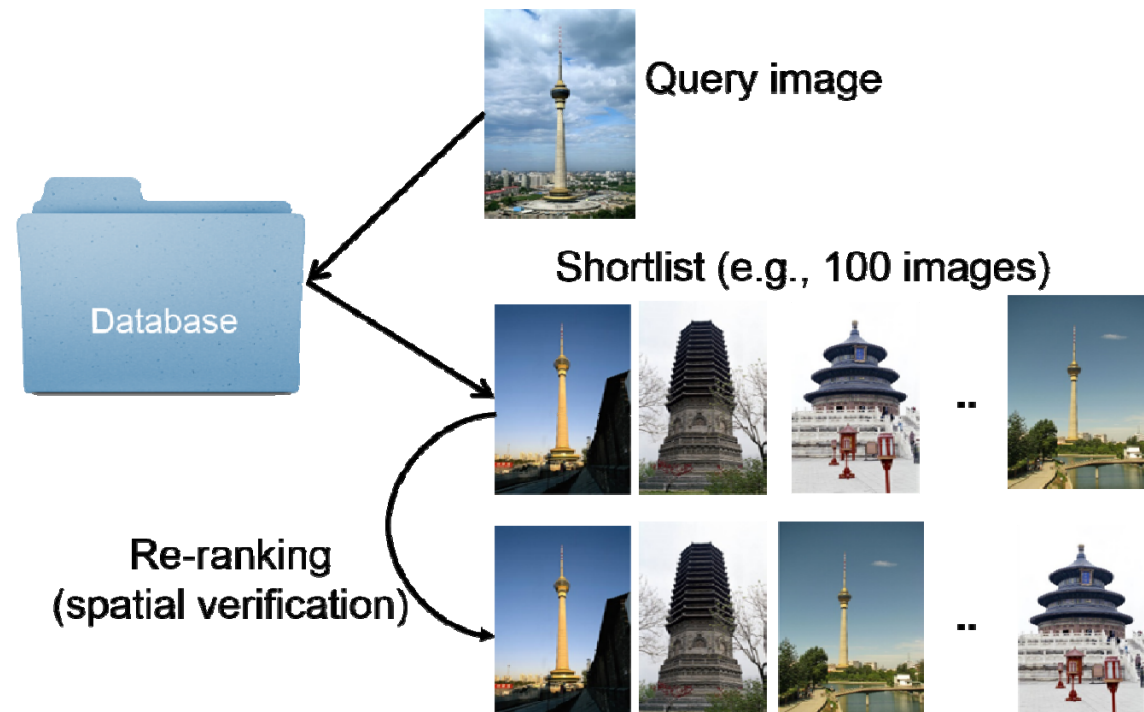 Query image
Database
Shortlist (e.g., 100 images)
..
Re-ranking
(spatial verification)
..